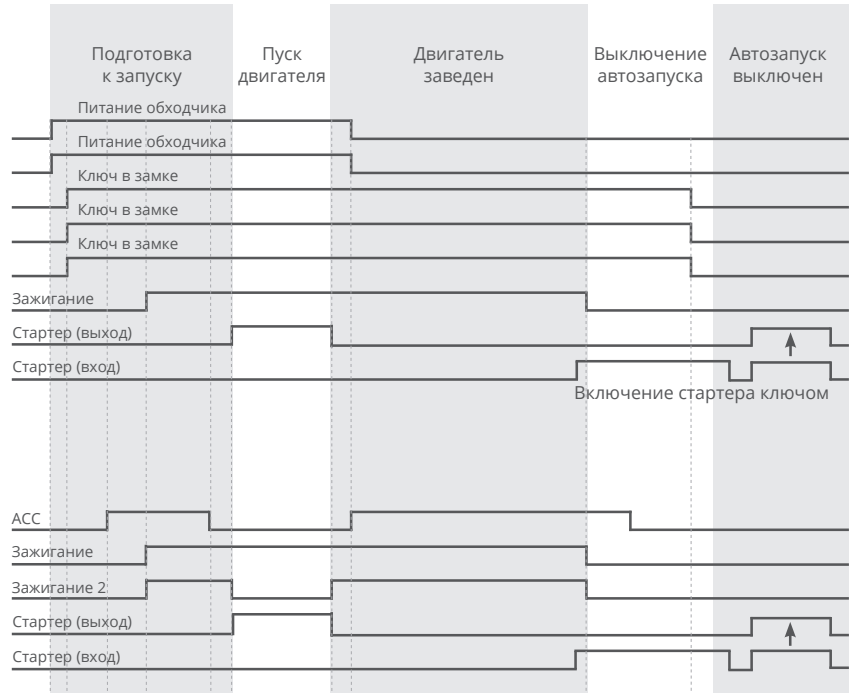 Подготовка
к запуску
Пуск
двигателя
Двигатель
заведен
Выключение
автозапуска
Автозапуск
выключен
Питание обходчика
Питание обходчика
Ключ в замке
Ключ в замке
Ключ в замке
Зажигание
Стартер (выход)
Стартер (вход)
Включение стартера ключом
ACC
Зажигание
Зажигание 2
Стартер (выход)
Стартер (вход)